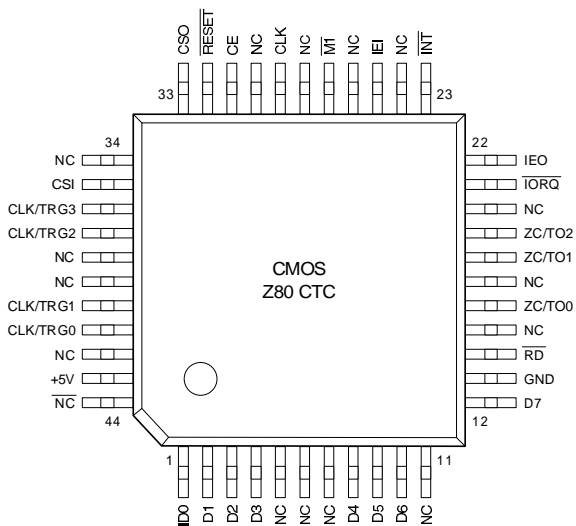 CSO
RESET
CE
NC
CLK
NC
M1
NC
IEI
NC
INT
33
23
34
22
NC
CSI
CLK/TRG3
CLK/TRG2
NC
NC
CLK/TRG1
CLK/TRG0
NC
+5V
NC
CMOS
Z80 CTC
IEO
IORQ
NC
ZC/TO2
ZC/TO1
NC
ZC/TO0
NC
RD
GND
D7
44
12
1
11
D0
D1
D2
D3
NC
NC
NC
D4
D5
D6
NC